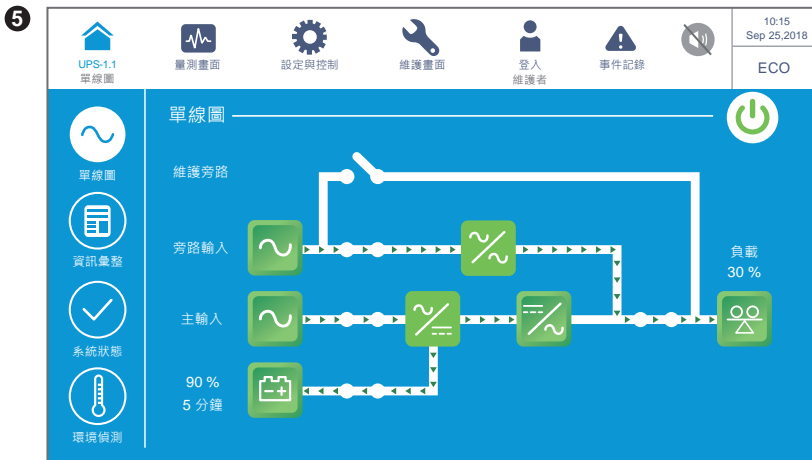 5
10:15
Sep 25,2018
ECO
UPS-1.1
單線圖
量測畫面
設定與控制
維護畫面
登入
維護者
事件記錄
單線圖
單線圖
維護旁路
資訊彙整
旁路輸入
負載
30 %
主輸入
系統狀態
90 %
5 分鐘
環境偵測